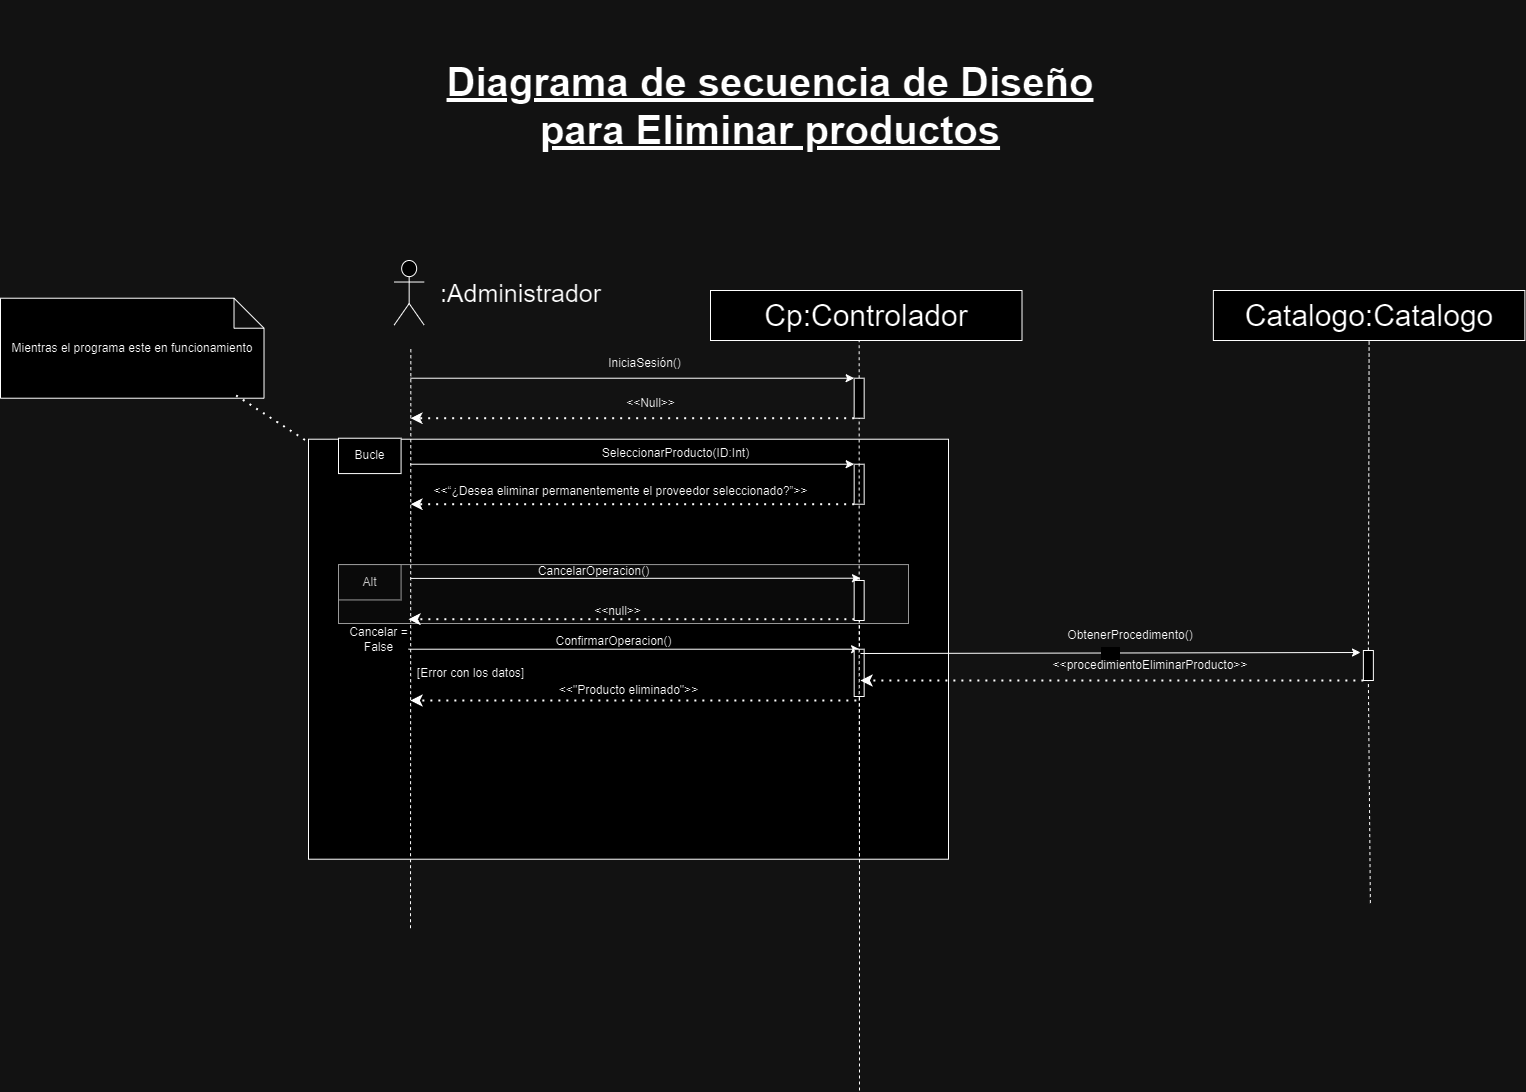 Diagrama de secuencia de Diseño
para Eliminar productos
:Administrador
Cp:Controlador
Catalogo:Catalogo
Mientras el programa este en funcionamiento
IniciaSesión()
<<Null>>
Bucle
SeleccionarProducto(ID:Int)
<<“¿Desea eliminar permanentemente el proveedor seleccionado?”>>
Alt
CancelarOperacion()
<<null>>
Cancelar =
False
ConfirmarOperacion()
ObtenerProcedimento()
<<procedimientoEliminarProducto>>
[Error con los datos]
<<"Producto eliminado">>